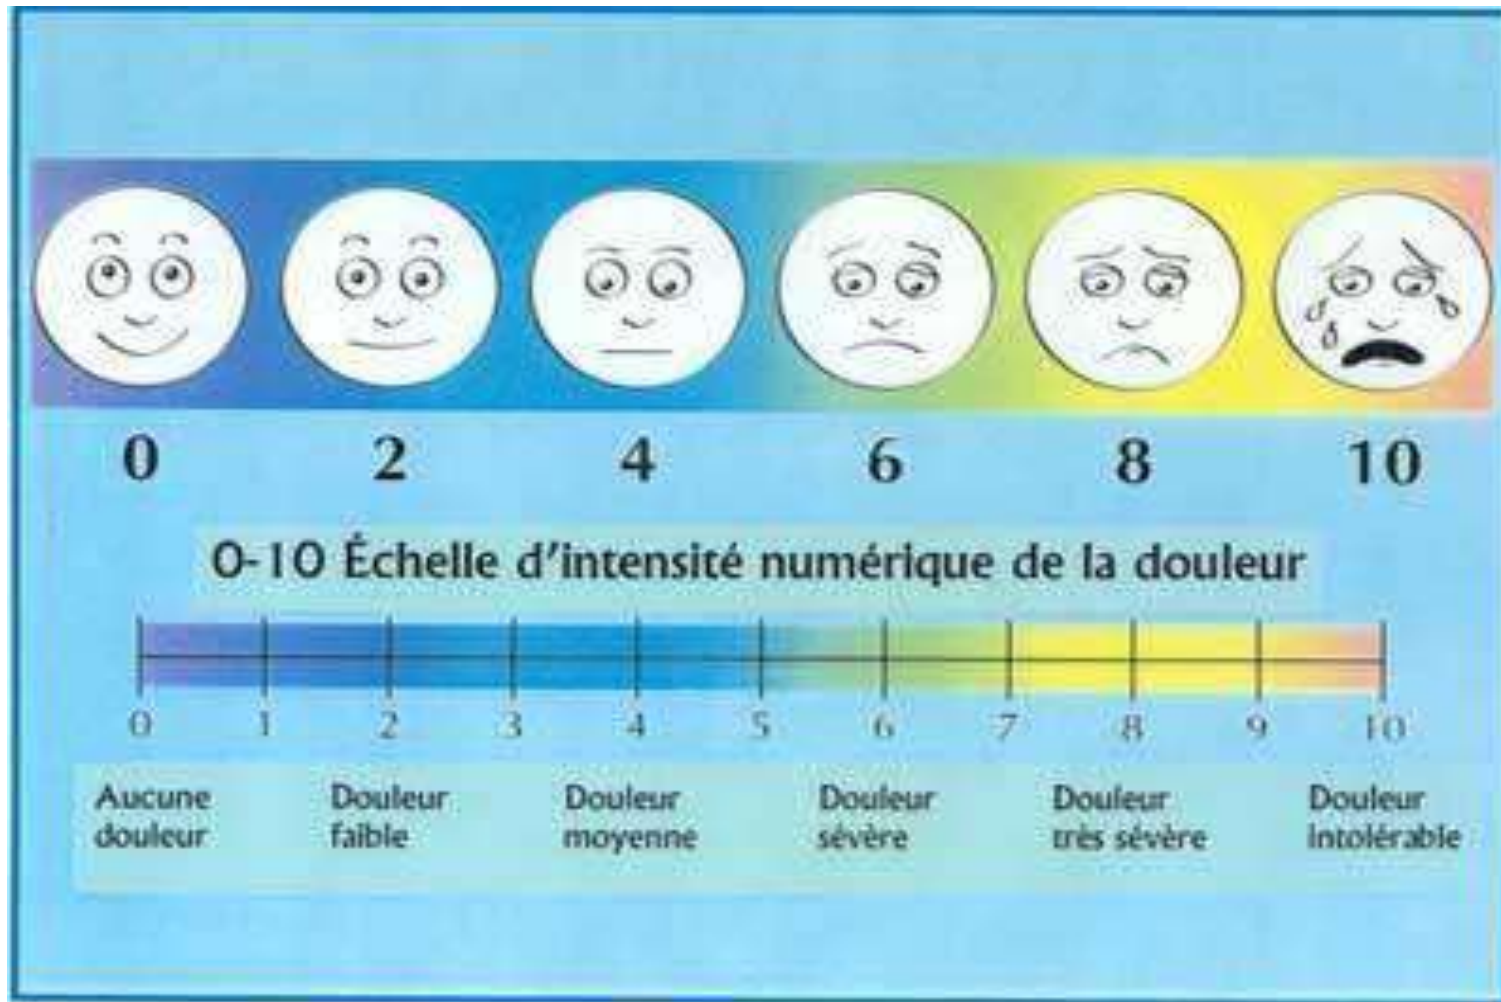 0 2 4 6 8 10
0-10 Échelle d'intensité numérique de la douleur
0 1 2 3 4 5 6 7 8 9 10
Aucune douleur
Douleur faible
Douleur moyenne
Douleur sévère
Douleur très sévère
Douleur intolérable